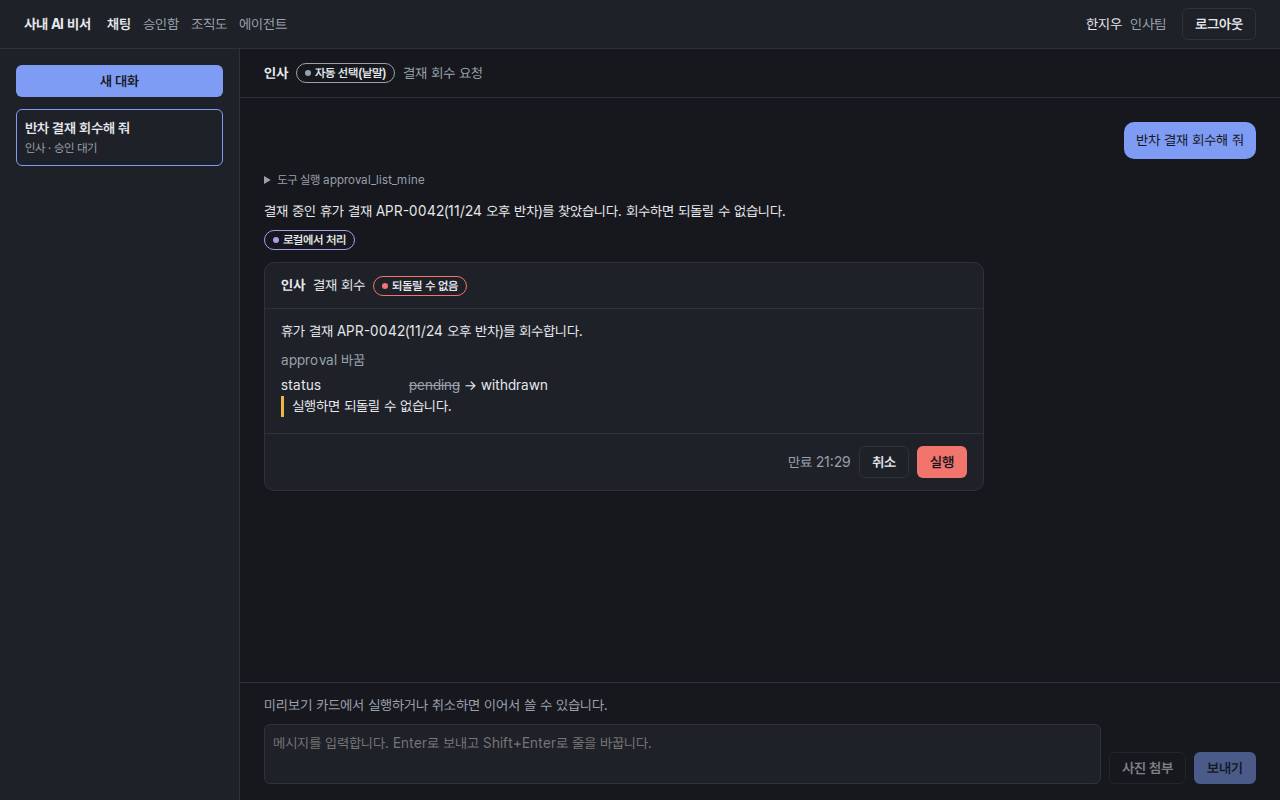 사내 AI 비서 채팅 승인함 조직도 에이전트 한지우 인사팀 로그아웃
새 대화
반차 결재 회수해 줘
인사 · 승인 대기
인사 자동 선택(낱말) 결재 회수 요청
반차 결재 회수해 줘
▶ 도구 실행 approval_list_mine
결재 중인 휴가 결재 APR-0042(11/24 오후 반차)를 찾았습니다. 회수하면 되돌릴 수 없습니다.
로컬에서 처리
인사 결재 회수 되돌릴 수 없음
휴가 결재 APR-0042(11/24 오후 반차)를 회수합니다.
approval 바꿈
status pending → withdrawn
실행하면 되돌릴 수 없습니다.
만료 21:29 취소 실행
미리보기 카드에서 실행하거나 취소하면 이어서 쓸 수 있습니다.
메시지를 입력합니다. Enter로 보내고 Shift+Enter로 줄을 바꿉니다.
사진 첨부 보내기